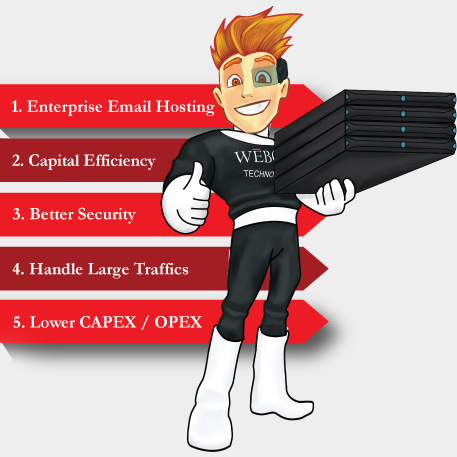 1. Enterprise Email Hosting
2. Capital Efficiency
3. Better Security
4. Handle Large Traffics
5. Lower CAPEX / OPEX